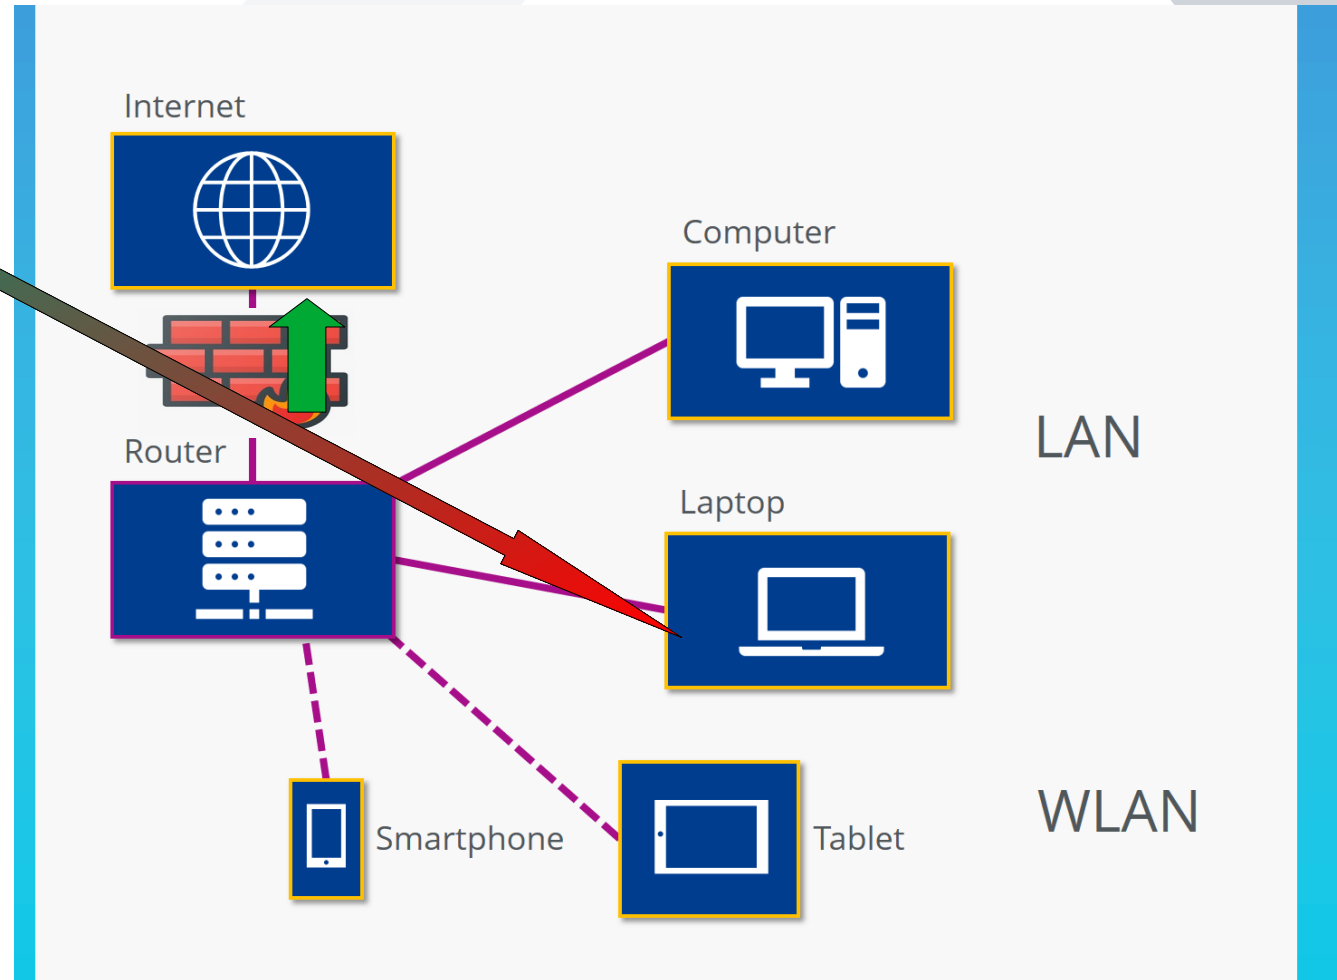 Internet
Computer
LAN
Router
Laptop
WLAN
Smartphone
Tablet